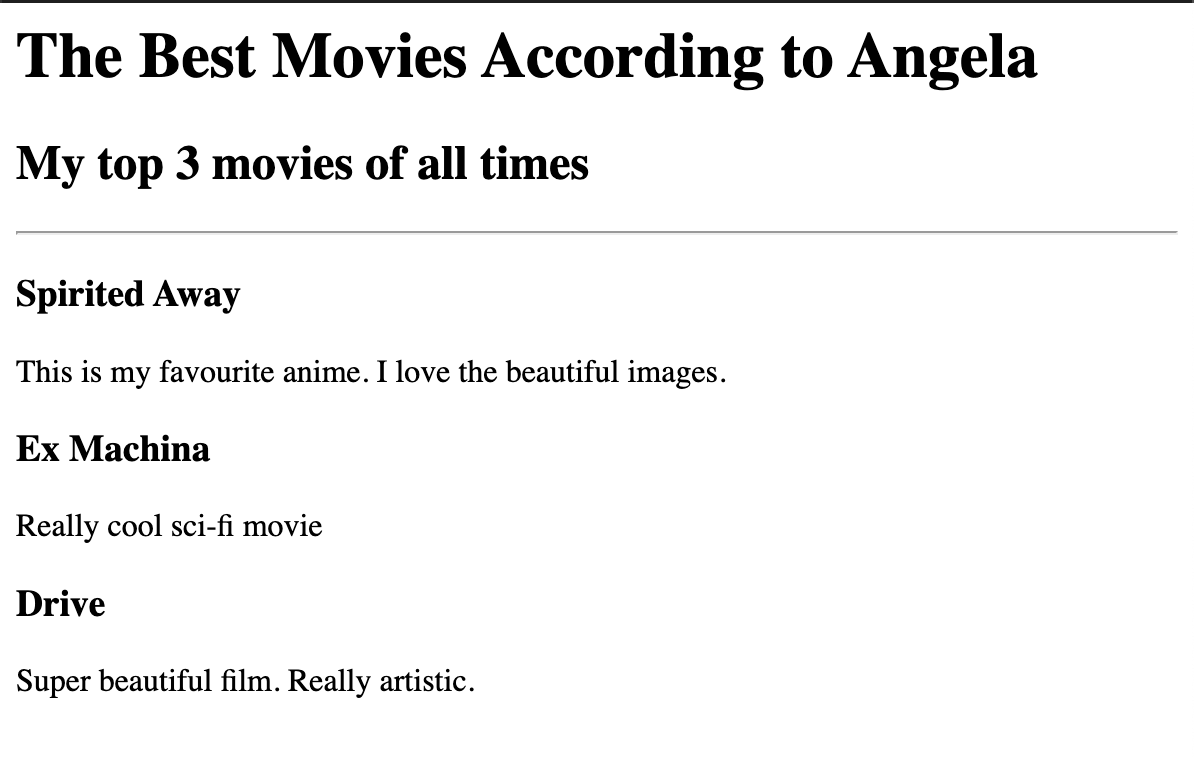 The Best Movies According to Angela
My top 3 movies of all times
Spirited Away
This is my favourite anime. I love the beautiful images.
Ex Machina
Really cool sci-fi movie
Drive
Super beautiful film. Really artistic.